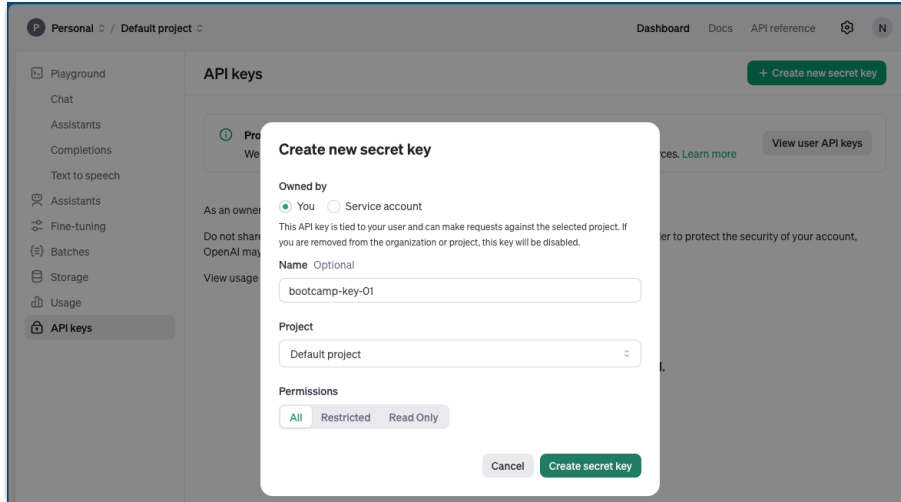 P Personal / Default project
Dashboard Docs API reference N
Playground
Chat
Assistants
Completions
Text to speech
Assistants
Fine-tuning
Batches
Storage
Usage
API keys
API keys
+ Create new secret key
Pro
We
rces. Learn more
View user API keys
As an owner
Do not share
er to protect the security of your account,
OpenAI may
View usage
l.
Create new secret key
Owned by
You Service account
This API key is tied to your user and can make requests against the selected project. If
you are removed from the organization or project, this key will be disabled.
Name Optional
bootcamp-key-01
Project
Default project
Permissions
All Restricted Read Only
Cancel Create secret key